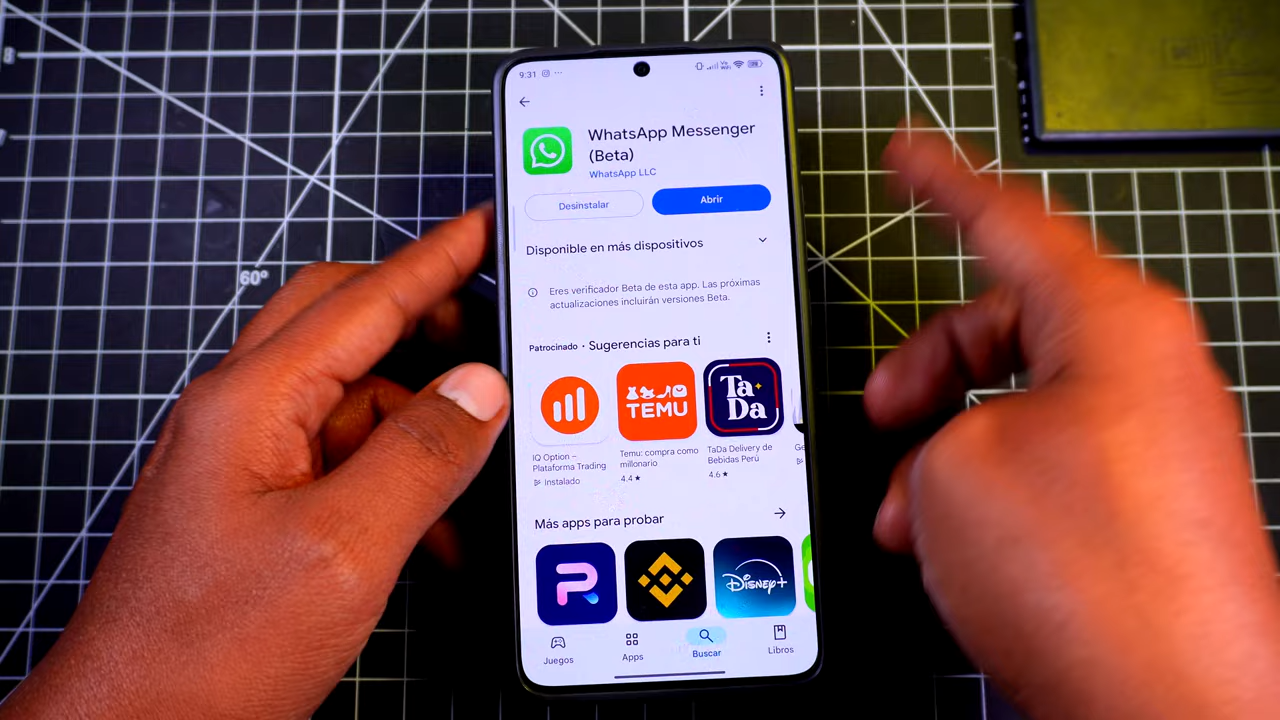 9:31
WhatsApp Messenger
(Beta)
WhatsApp LLC
Desinstalar
Abrir
Disponible en más dispositivos
Eres verificador Beta de esta app. Las próximas
actualizaciones incluirán versiones Beta.
Patrocinado · Sugerencias para ti
TEMU
Ta
Da
IQ Option –
Plataforma Trading
Instalado
Temu: compra como
millonario
4.4★
TaDa Delivery de
Bebidas Perú
4.6★
Más apps para probar
Disney+
Juegos
Apps
Buscar
Libros
60°